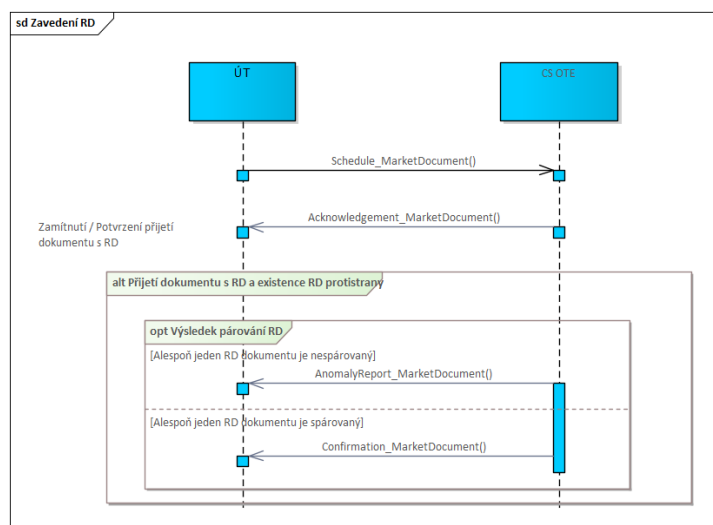 sd Zavedení RD
ÚT
CS OTE
Schedule_MarketDocument()
Acknowledgement_MarketDocument()
Zamítnutí / Potvrzení přijetí
dokumentu s RD
alt Přijetí dokumentu s RD a existence RD protistrany
opt Výsledek párování RD
[Alespoň jeden RD dokumentu je nespárovaný]
AnomalyReport_MarketDocument()
[Alespoň jeden RD dokumentu je spárovaný]
Confirmation_MarketDocument()